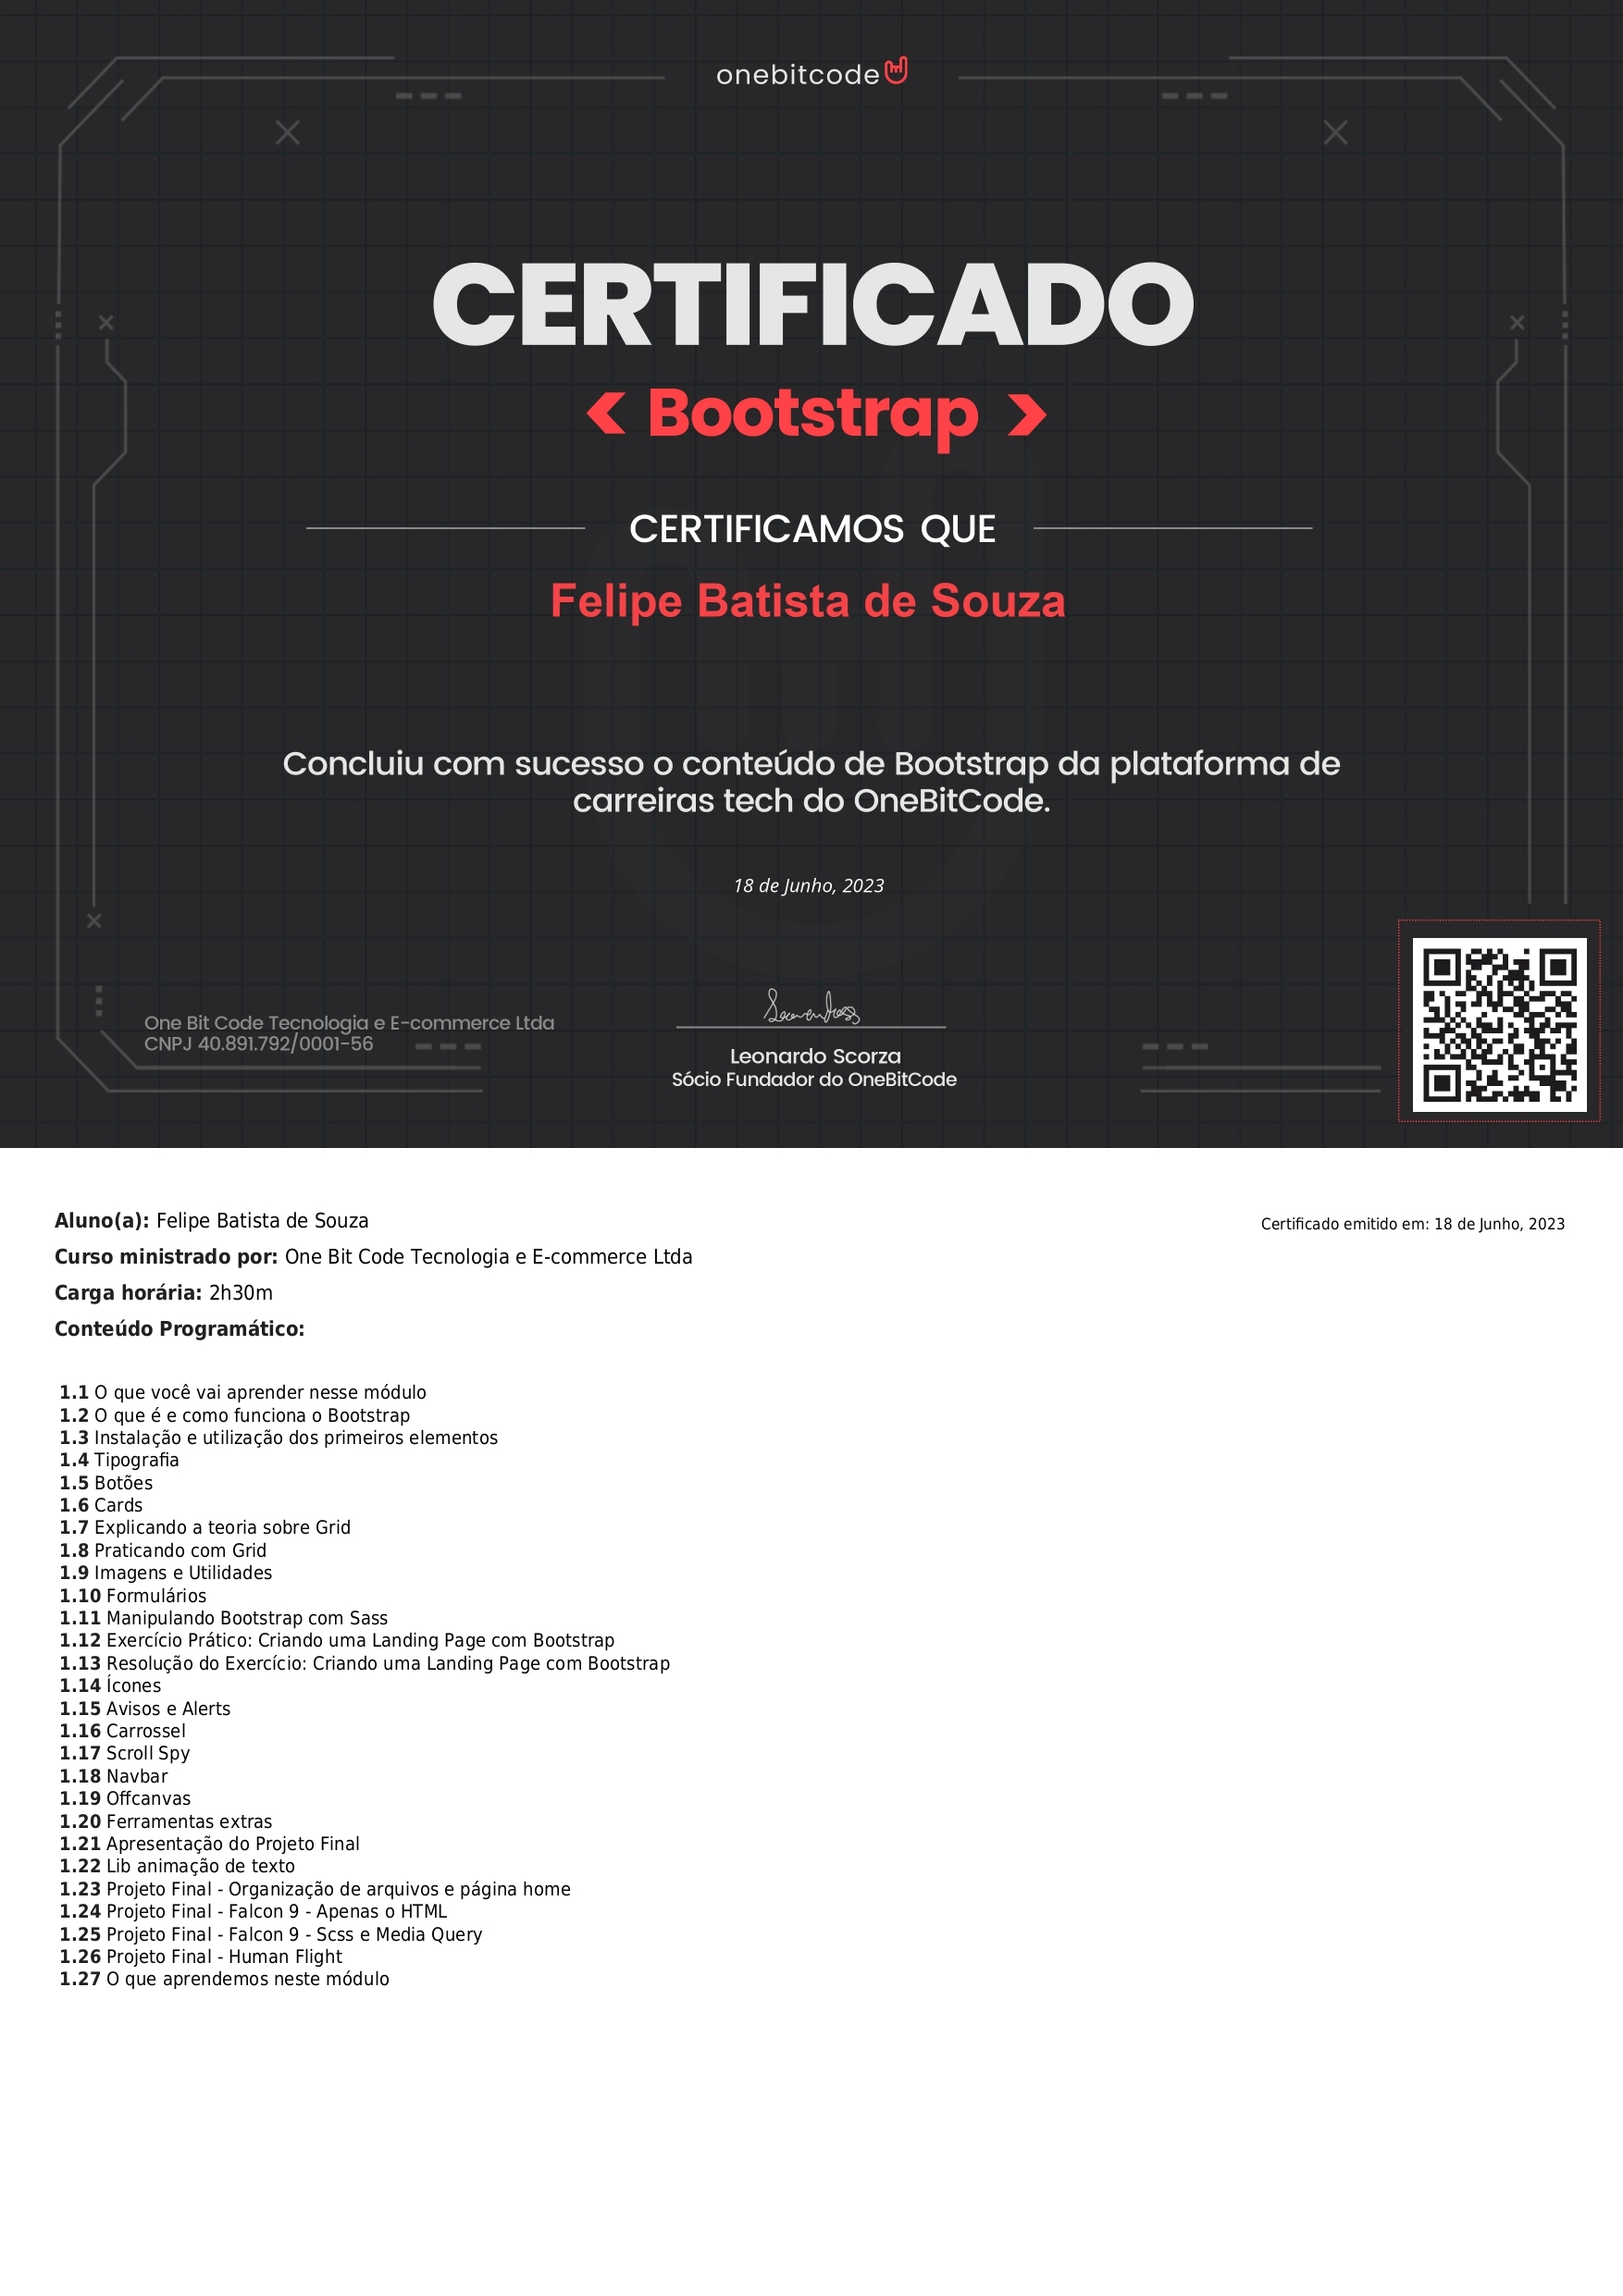 onebitcode
CERTIFICADO
< Bootstrap >
CERTIFICAMOS QUE
Felipe Batista de Souza
Concluiu com sucesso o conteúdo de Bootstrap da plataforma de
carreiras tech do OneBitCode.
18 de Junho, 2023
One Bit Code Tecnologia e E-commerce Ltda
CNPJ 40.891.792/0001-56
Leonardo Scorza
Sócio Fundador do OneBitCode
Aluno(a): Felipe Batista de Souza
Certificado emitido em: 18 de Junho, 2023
Curso ministrado por: One Bit Code Tecnologia e E-commerce Ltda
Carga horária: 2h30m
Conteúdo Programático:
1.1 O que você vai aprender nesse módulo
1.2 O que é e como funciona o Bootstrap
1.3 Instalação e utilização dos primeiros elementos
1.4 Tipografia
1.5 Botões
1.6 Cards
1.7 Explicando a teoria sobre Grid
1.8 Praticando com Grid
1.9 Imagens e Utilidades
1.10 Formulários
1.11 Manipulando Bootstrap com Sass
1.12 Exercício Prático: Criando uma Landing Page com Bootstrap
1.13 Resolução do Exercício: Criando uma Landing Page com Bootstrap
1.14 Ícones
1.15 Avisos e Alerts
1.16 Carrossel
1.17 Scroll Spy
1.18 Navbar
1.19 Offcanvas
1.20 Ferramentas extras
1.21 Apresentação do Projeto Final
1.22 Lib animação de texto
1.23 Projeto Final - Organização de arquivos e página home
1.24 Projeto Final - Falcon 9 - Apenas o HTML
1.25 Projeto Final - Falcon 9 - Scss e Media Query
1.26 Projeto Final - Human Flight
1.27 O que aprendemos neste módulo